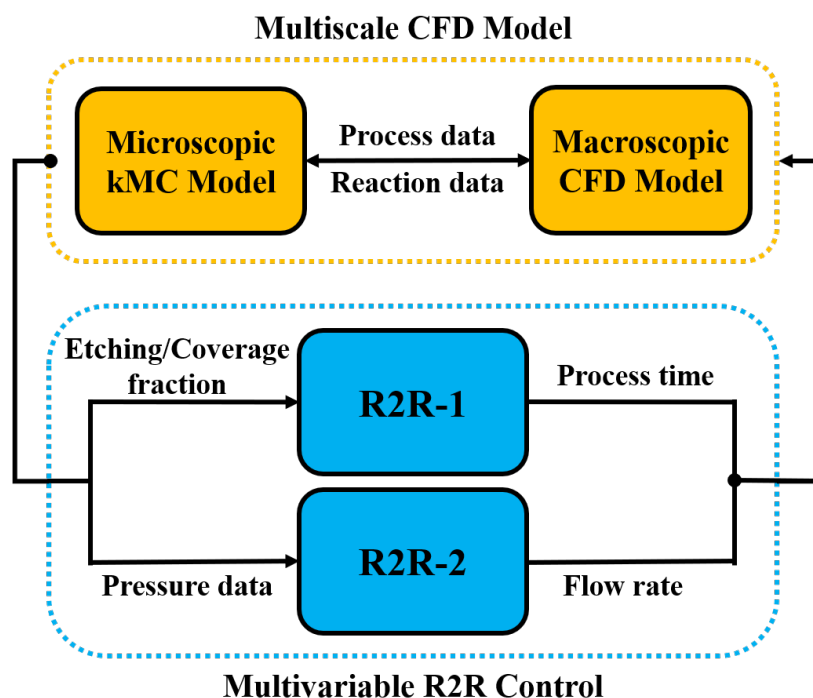 Multiscale CFD Model
Microscopic
kMC Model
Process data
Reaction data
Macroscopic
CFD Model
Etching/Coverage
fraction
R2R-1
Process time
Pressure data
R2R-2
Flow rate
Multivariable R2R Control